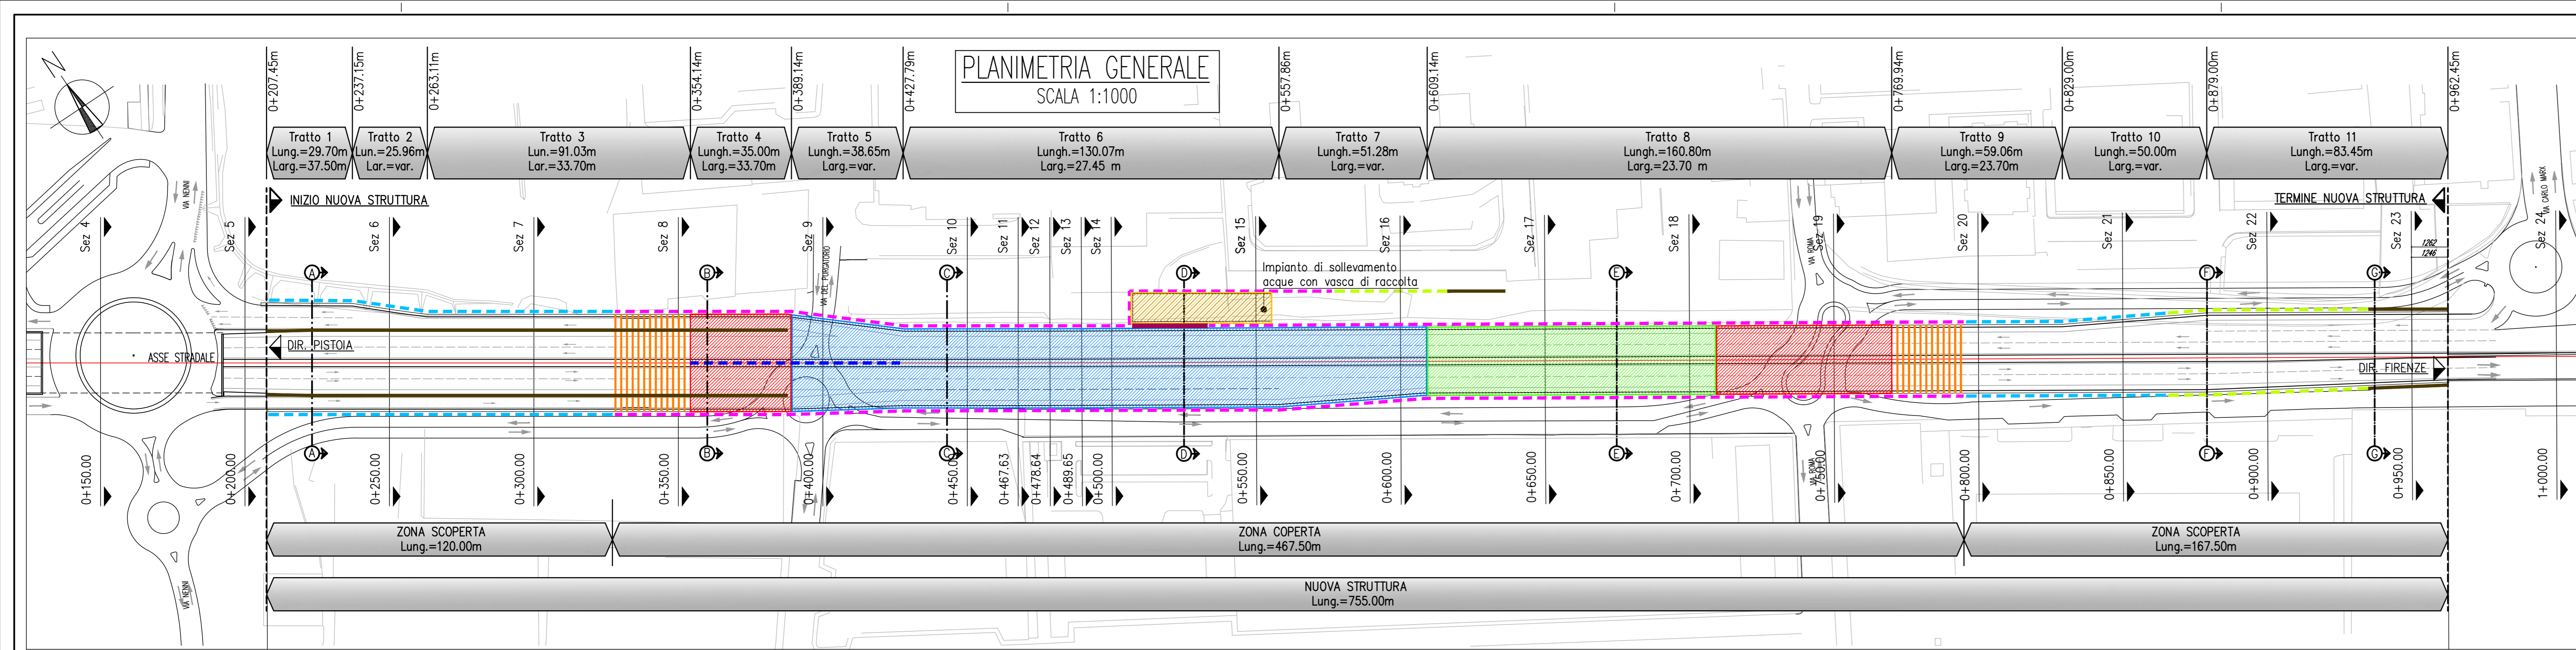 PLANIMETRIA GENERALE
SCALA 1:1000
N
0+207.45m
0+237.15m
0+263.11m
0+354.14m
0+389.14m
0+427.79m
0+557.86m
0+609.14m
0+769.94m
0+829.00m
0+879.00m
0+962.45m
Tratto 1
Lung.=29.70m
Larg.=37.50m
Tratto 2
Lun.=25.96m
Lar.=var.
Tratto 3
Lun.=91.03m
Lar.=33.70m
Tratto 4
Lungh.=35.00m
Larg.=33.70m
Tratto 5
Lungh.=38.65m
Larg.=var.
Tratto 6
Lungh.=130.07m
Larg.=27.45 m
Tratto 7
Lungh.=51.28m
Larg.=var.
Tratto 8
Lungh.=160.80m
Larg.=23.70 m
Tratto 9
Lungh.=59.06m
Larg.=23.70m
Tratto 10
Lungh.=50.00m
Larg.=var.
Tratto 11
Lungh.=83.45m
Larg.=var.
INIZIO NUOVA STRUTTURA
TERMINE NUOVA STRUTTURA
VIA NENNI
VIA DEL PURGATORIO
VIA ROMA
VIA CARLO MARX
Sez 4
Sez 5
Sez 6
Sez 7
Sez 8
Sez 9
Sez 10
Sez 11
Sez 12
Sez 13
Sez 14
Sez 15
Sez 16
Sez 17
Sez 18
Sez 19
Sez 20
Sez 21
Sez 22
Sez 23
Sez 24
1262
1246
A
B
C
D
E
F
G
Impianto di sollevamento
acque con vasca di raccolta
DIR. PISTOIA
ASSE STRADALE
DIR. FIRENZE
A
B
C
D
E
F
G
0+150.00
0+200.00
0+250.00
0+300.00
0+350.00
0+400.00
0+450.00
0+467.63
0+478.64
0+489.65
0+500.00
0+550.00
0+600.00
0+650.00
0+700.00
0+750.00
0+800.00
0+850.00
0+900.00
0+950.00
1+000.00
VIA ROMA
ZONA SCOPERTA
Lung.=120.00m
ZONA COPERTA
Lung.=467.50m
ZONA SCOPERTA
Lung.=167.50m
VIA NENNI
NUOVA STRUTTURA
Lung.=755.00m